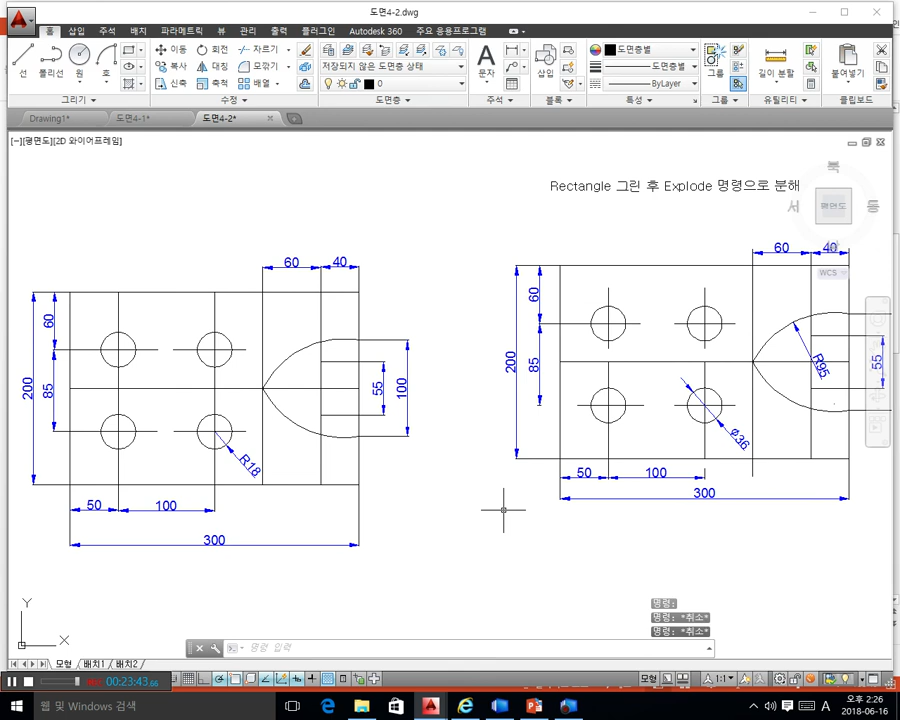 도면4-2.dwg
홈 삽입 주석 배치 파라메트릭 뷰 관리 출력 Autodesk 360 주요 응용프로그램
선 폴리선 원 호
이동 회전 자르기
복사 대칭 모깎기
신축 축척 배열
저장되지 않은 도면층 상태
0
문자
삽입
도면층별
도면층별
ByLayer
그룹
길이 분할
붙여넣기
그리기 수정 도면층 주석 블록 특성 그룹 유틸리티 클립보드
Drawing1* 도면4-1* 도면4-2*
[−][평면도][2D 와이어프레임]
Rectangle 그린 후 Explode 명령으로 분해
북
서 평면도 동
WCS
60 40
60
200
85
55
100
R18
50 100
300
60 40
60
200
85
R95
55
ø36
50 100
300
Y
X
명령:
명령: *취소*
명령: *취소*
명령 입력
모형 배치1 배치2
00:23:43.66
모형
1:1
웹 및 Windows 검색
오후 2:26
2018-06-16